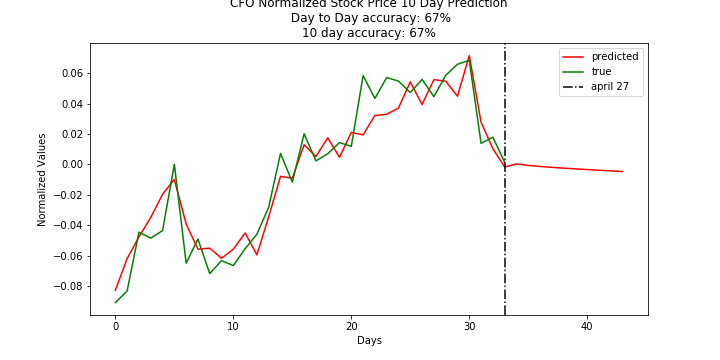 CFO Normalized Stock Price 10 Day Prediction
Day to Day accuracy: 67%
10 day accuracy: 67%
predicted
true
april 27
0.06
0.04
0.02
0.00
−0.02
−0.04
−0.06
−0.08
Normalized Values
0 10 20 30 40
Days